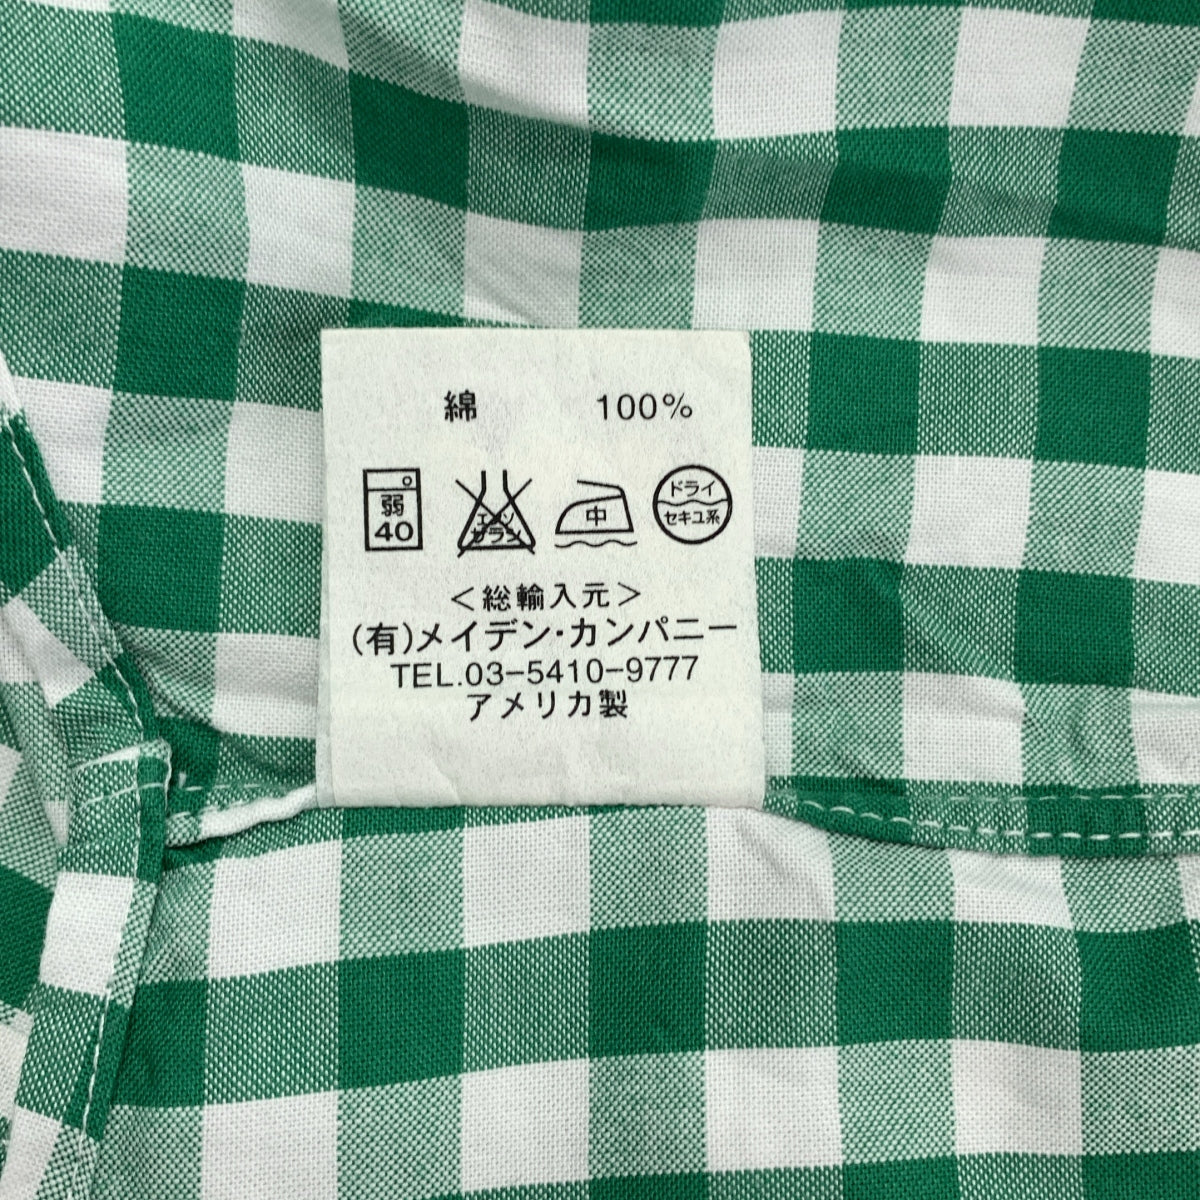 綿 100%
弱 エンソ ドライ
40 サラシ 中 セキユ系
<総輸入元>
(有)メイデン・カンパニー
TEL.03-5410-9777
アメリカ製